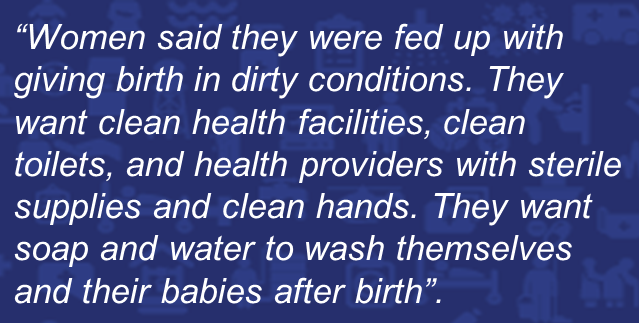 “Women said they were fed up with
giving birth in dirty conditions. They
want clean health facilities, clean
toilets, and health providers with sterile
supplies and clean hands. They want
soap and water to wash themselves
and their babies after birth”.